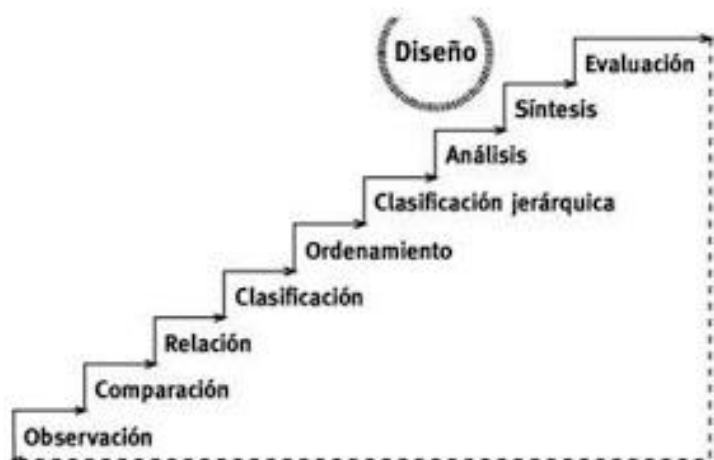 Diseño
Evaluación
Síntesis
Análisis
Clasificación jerárquica
Ordenamiento
Clasificación
Relación
Comparación
Observación